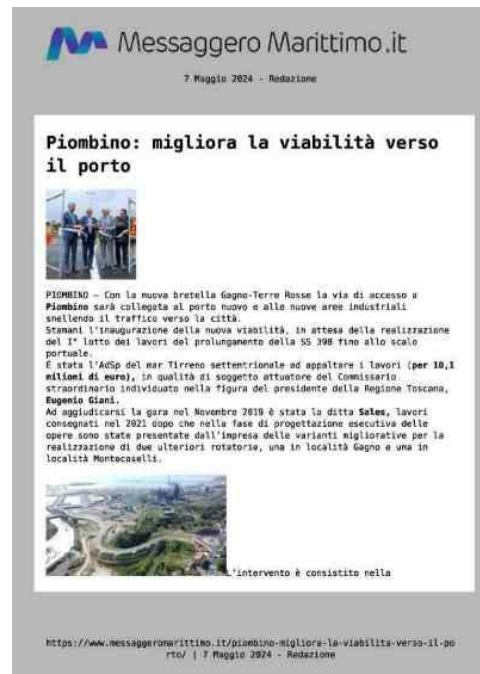 Messaggero Marittimo.it
7 Maggio 2024 - Redazione
Piombino: migliora la viabilità verso
il porto
PIOMBINO – Con la nuova bretella Gagno-Terre Rosse la via di accesso a
Piombino sarà collegata al porto nuovo e alle nuove aree industriali
snellendo il traffico verso la città.
Stamani l'inaugurazione della nuova viabilità, in attesa della realizzazione
del I° lotto dei lavori del prolungamento della SS 398 fino allo scalo
portuale.
È stata l'AdSp del mar Tirreno settentrionale ad appaltare i lavori (per 10,1
milioni di euro), in qualità di soggetto attuatore del Commissario
straordinario individuato nella figura del presidente della Regione Toscana,
Eugenio Giani.
Ad aggiudicarsi la gara nel Novembre 2019 è stata la ditta Sales, lavori
consegnati nel 2021 dopo che nella fase di progettazione esecutiva delle
opere sono state presentate dall'impresa delle varianti migliorative per la
realizzazione di due ulteriori rotatorie, una in località Gagno e una in
località Montecaselli.
L'intervento è consistito nella
https://www.messaggeromarittimo.it/piombino-migliora-la-viabilita-verso-il-po
rto/ | 7 Maggio 2024 - Redazione